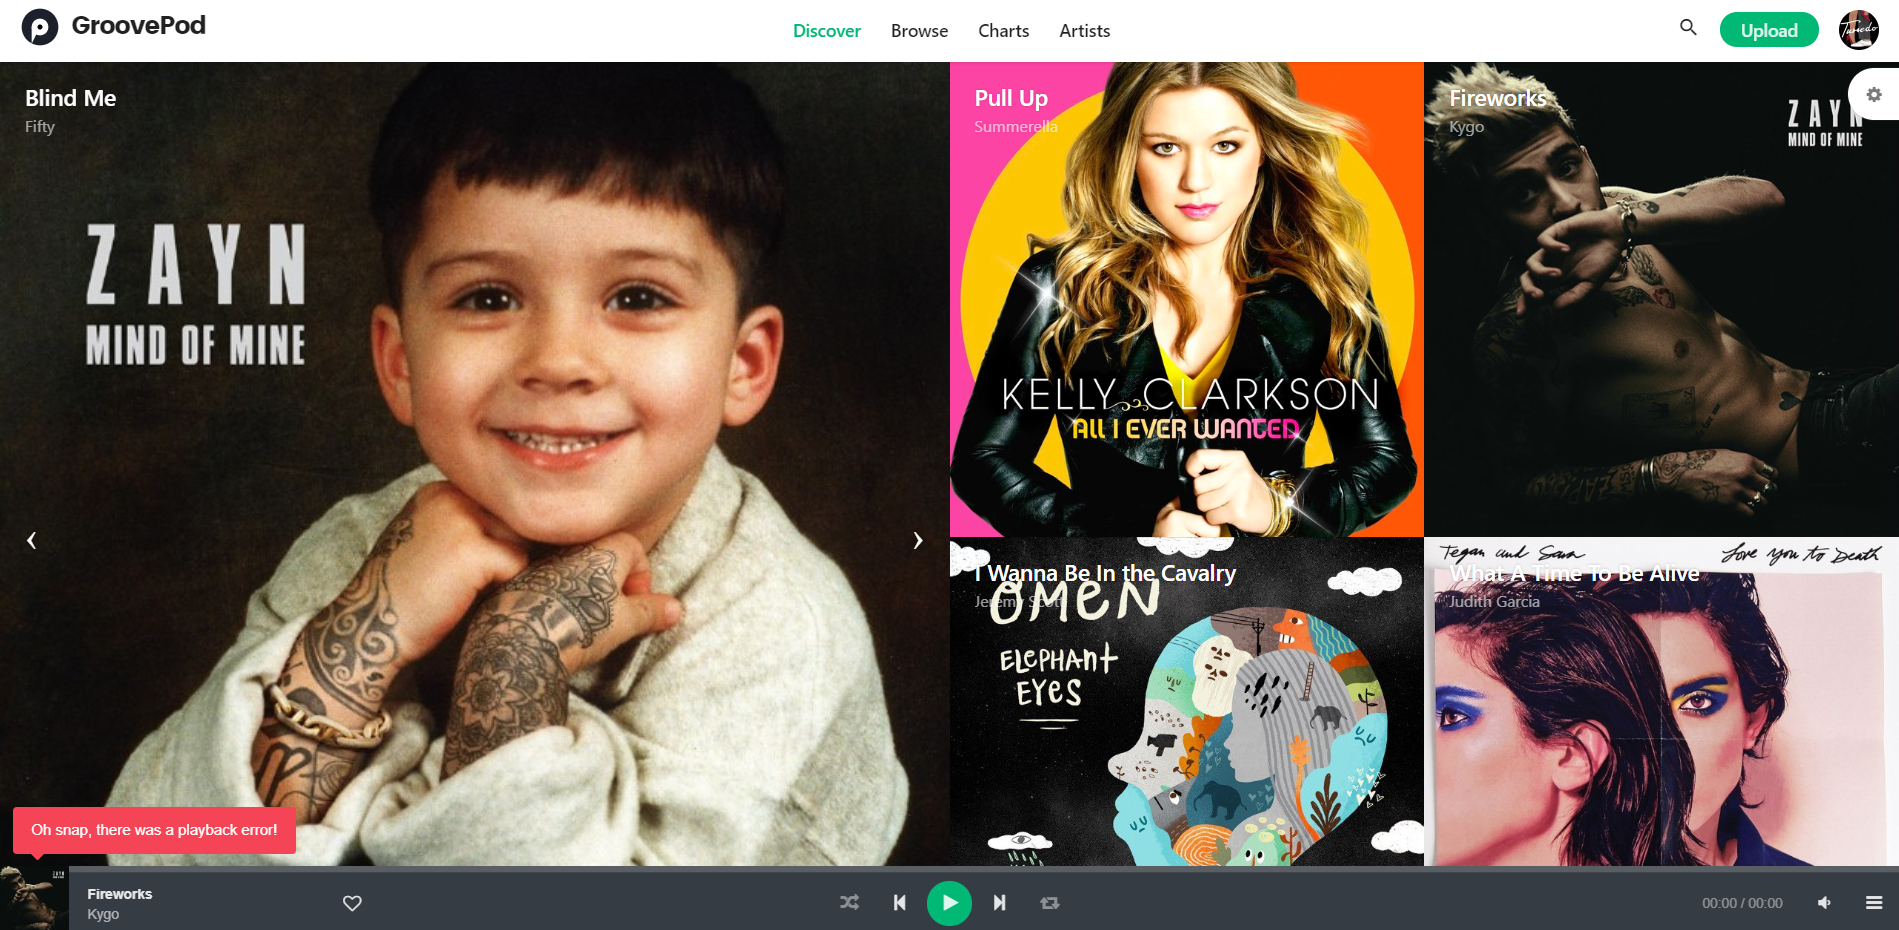 GroovePod
Discover
Browse
Charts
Artists
Upload
Tuxedo
Blind Me
Fifty
ZAYN
MIND OF MINE
Pull Up
Summerella
KELLY CLARKSON
ALL I EVER WANTED
Fireworks
Kygo
ZAYN
MIND OF MINE
I Wanna Be In the Cavalry
Jeremy Scott
OMEN
ELEPHANT
EYES
Tegan and Sara
Love You to Death
What A Time To Be Alive
Judith Garcia
Oh snap, there was a playback error!
Fireworks
Kygo
00:00 / 00:00